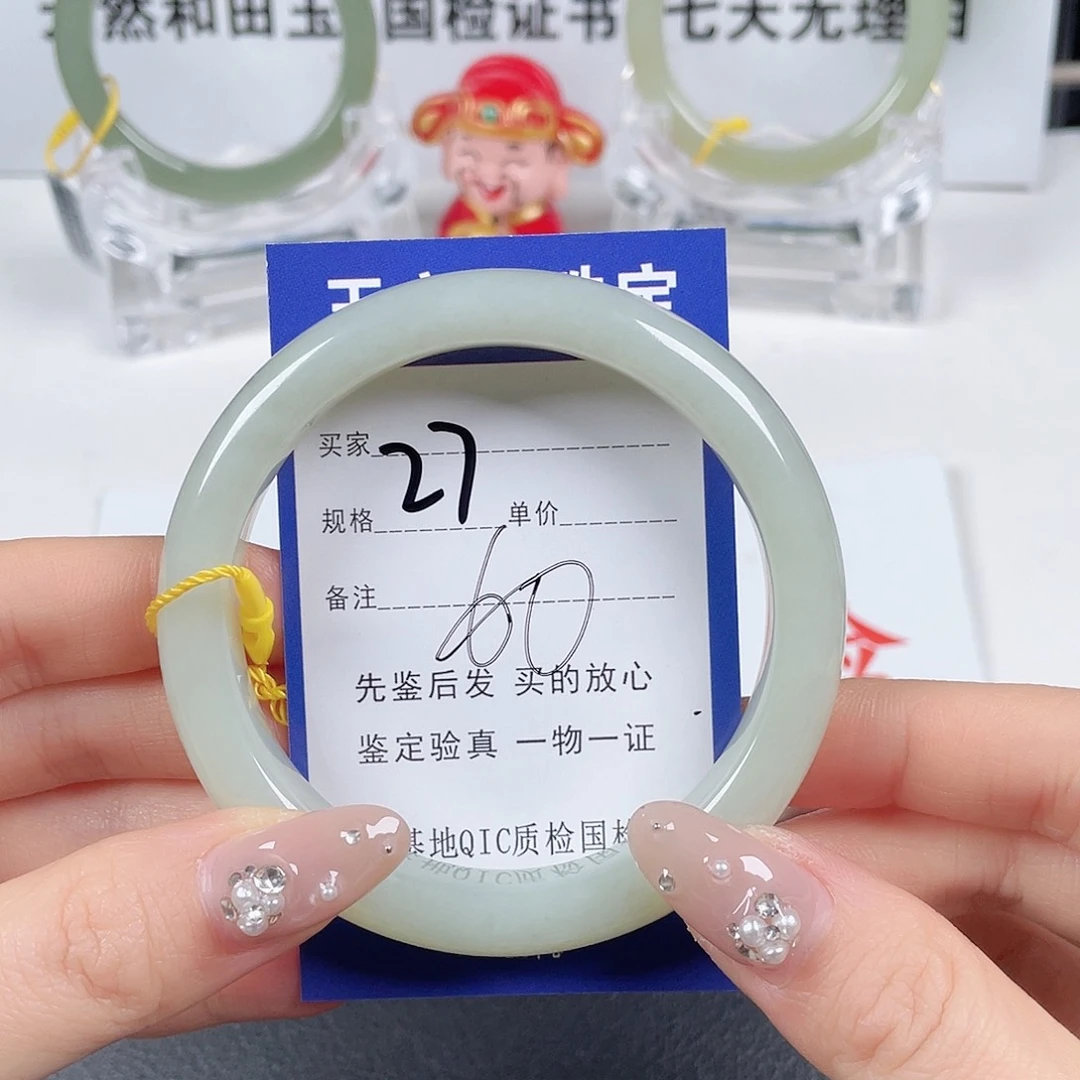 然和田玉 国检证书 七天无理由
买家
27
规格 单价
60
备注
先鉴后发 买的放心
鉴定验真 一物一证
基地QIC质检国检